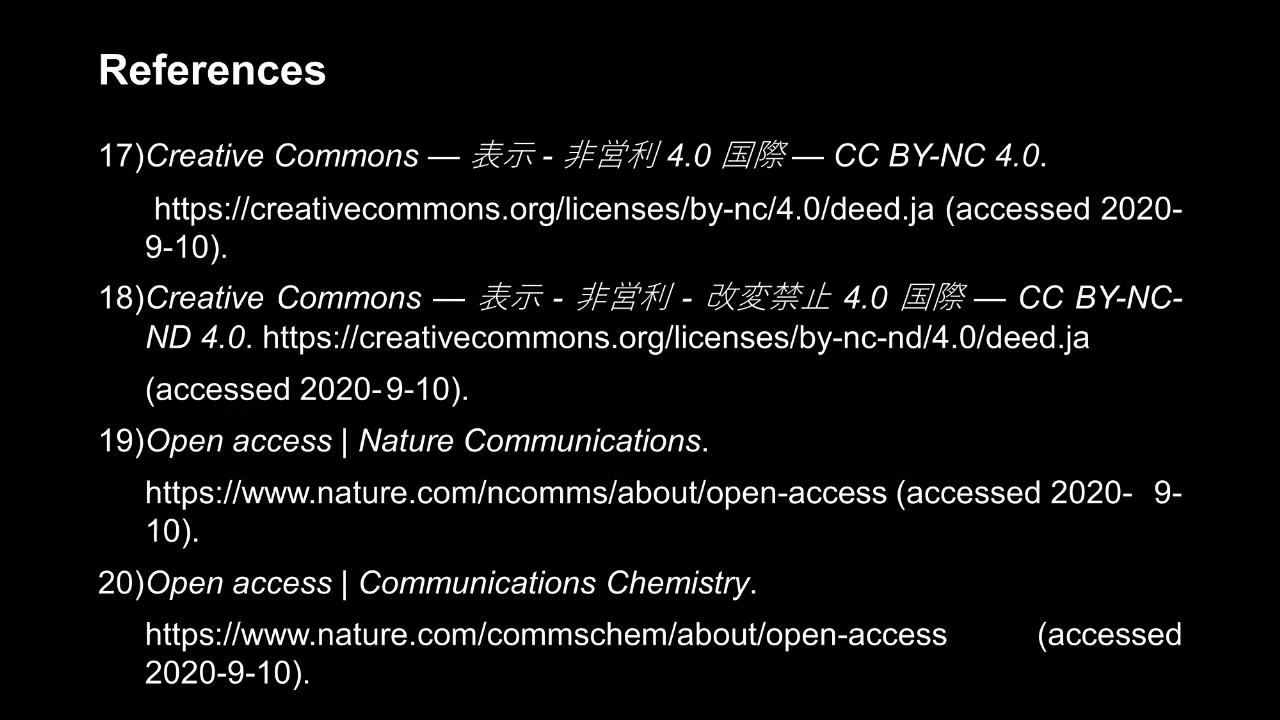 References
17)Creative Commons — 表示 - 非営利 4.0 国際 — CC BY-NC 4.0.
https://creativecommons.org/licenses/by-nc/4.0/deed.ja (accessed 2020-
9-10).
18)Creative Commons — 表示 - 非営利 - 改変禁止 4.0 国際 — CC BY-NC-
ND 4.0. https://creativecommons.org/licenses/by-nc-nd/4.0/deed.ja
(accessed 2020-9-10).
19)Open access | Nature Communications.
https://www.nature.com/ncomms/about/open-access (accessed 2020- 9-
10).
20)Open access | Communications Chemistry.
https://www.nature.com/commschem/about/open-access (accessed
2020-9-10).